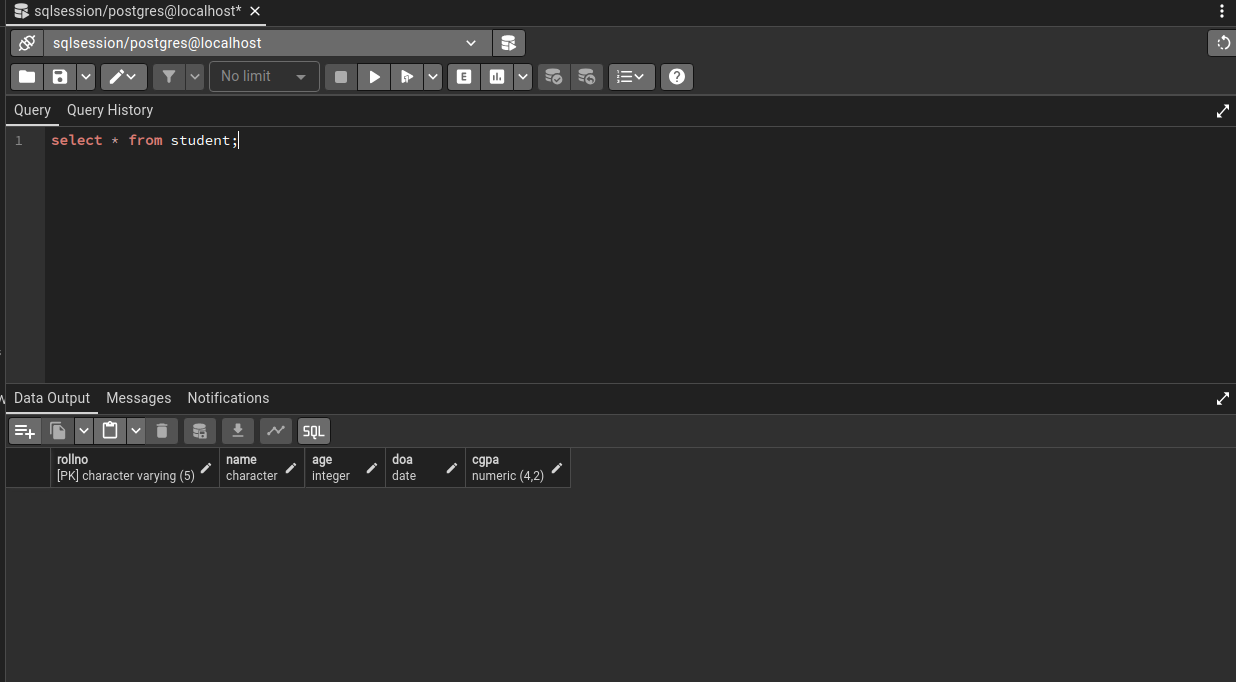 sqlsession/postgres@localhost*
sqlsession/postgres@localhost
No limit
E
Query Query History
1 select * from student;
Data Output Messages Notifications
SQL
rollno name age doa cgpa
[PK] character varying (5) character integer date numeric (4,2)